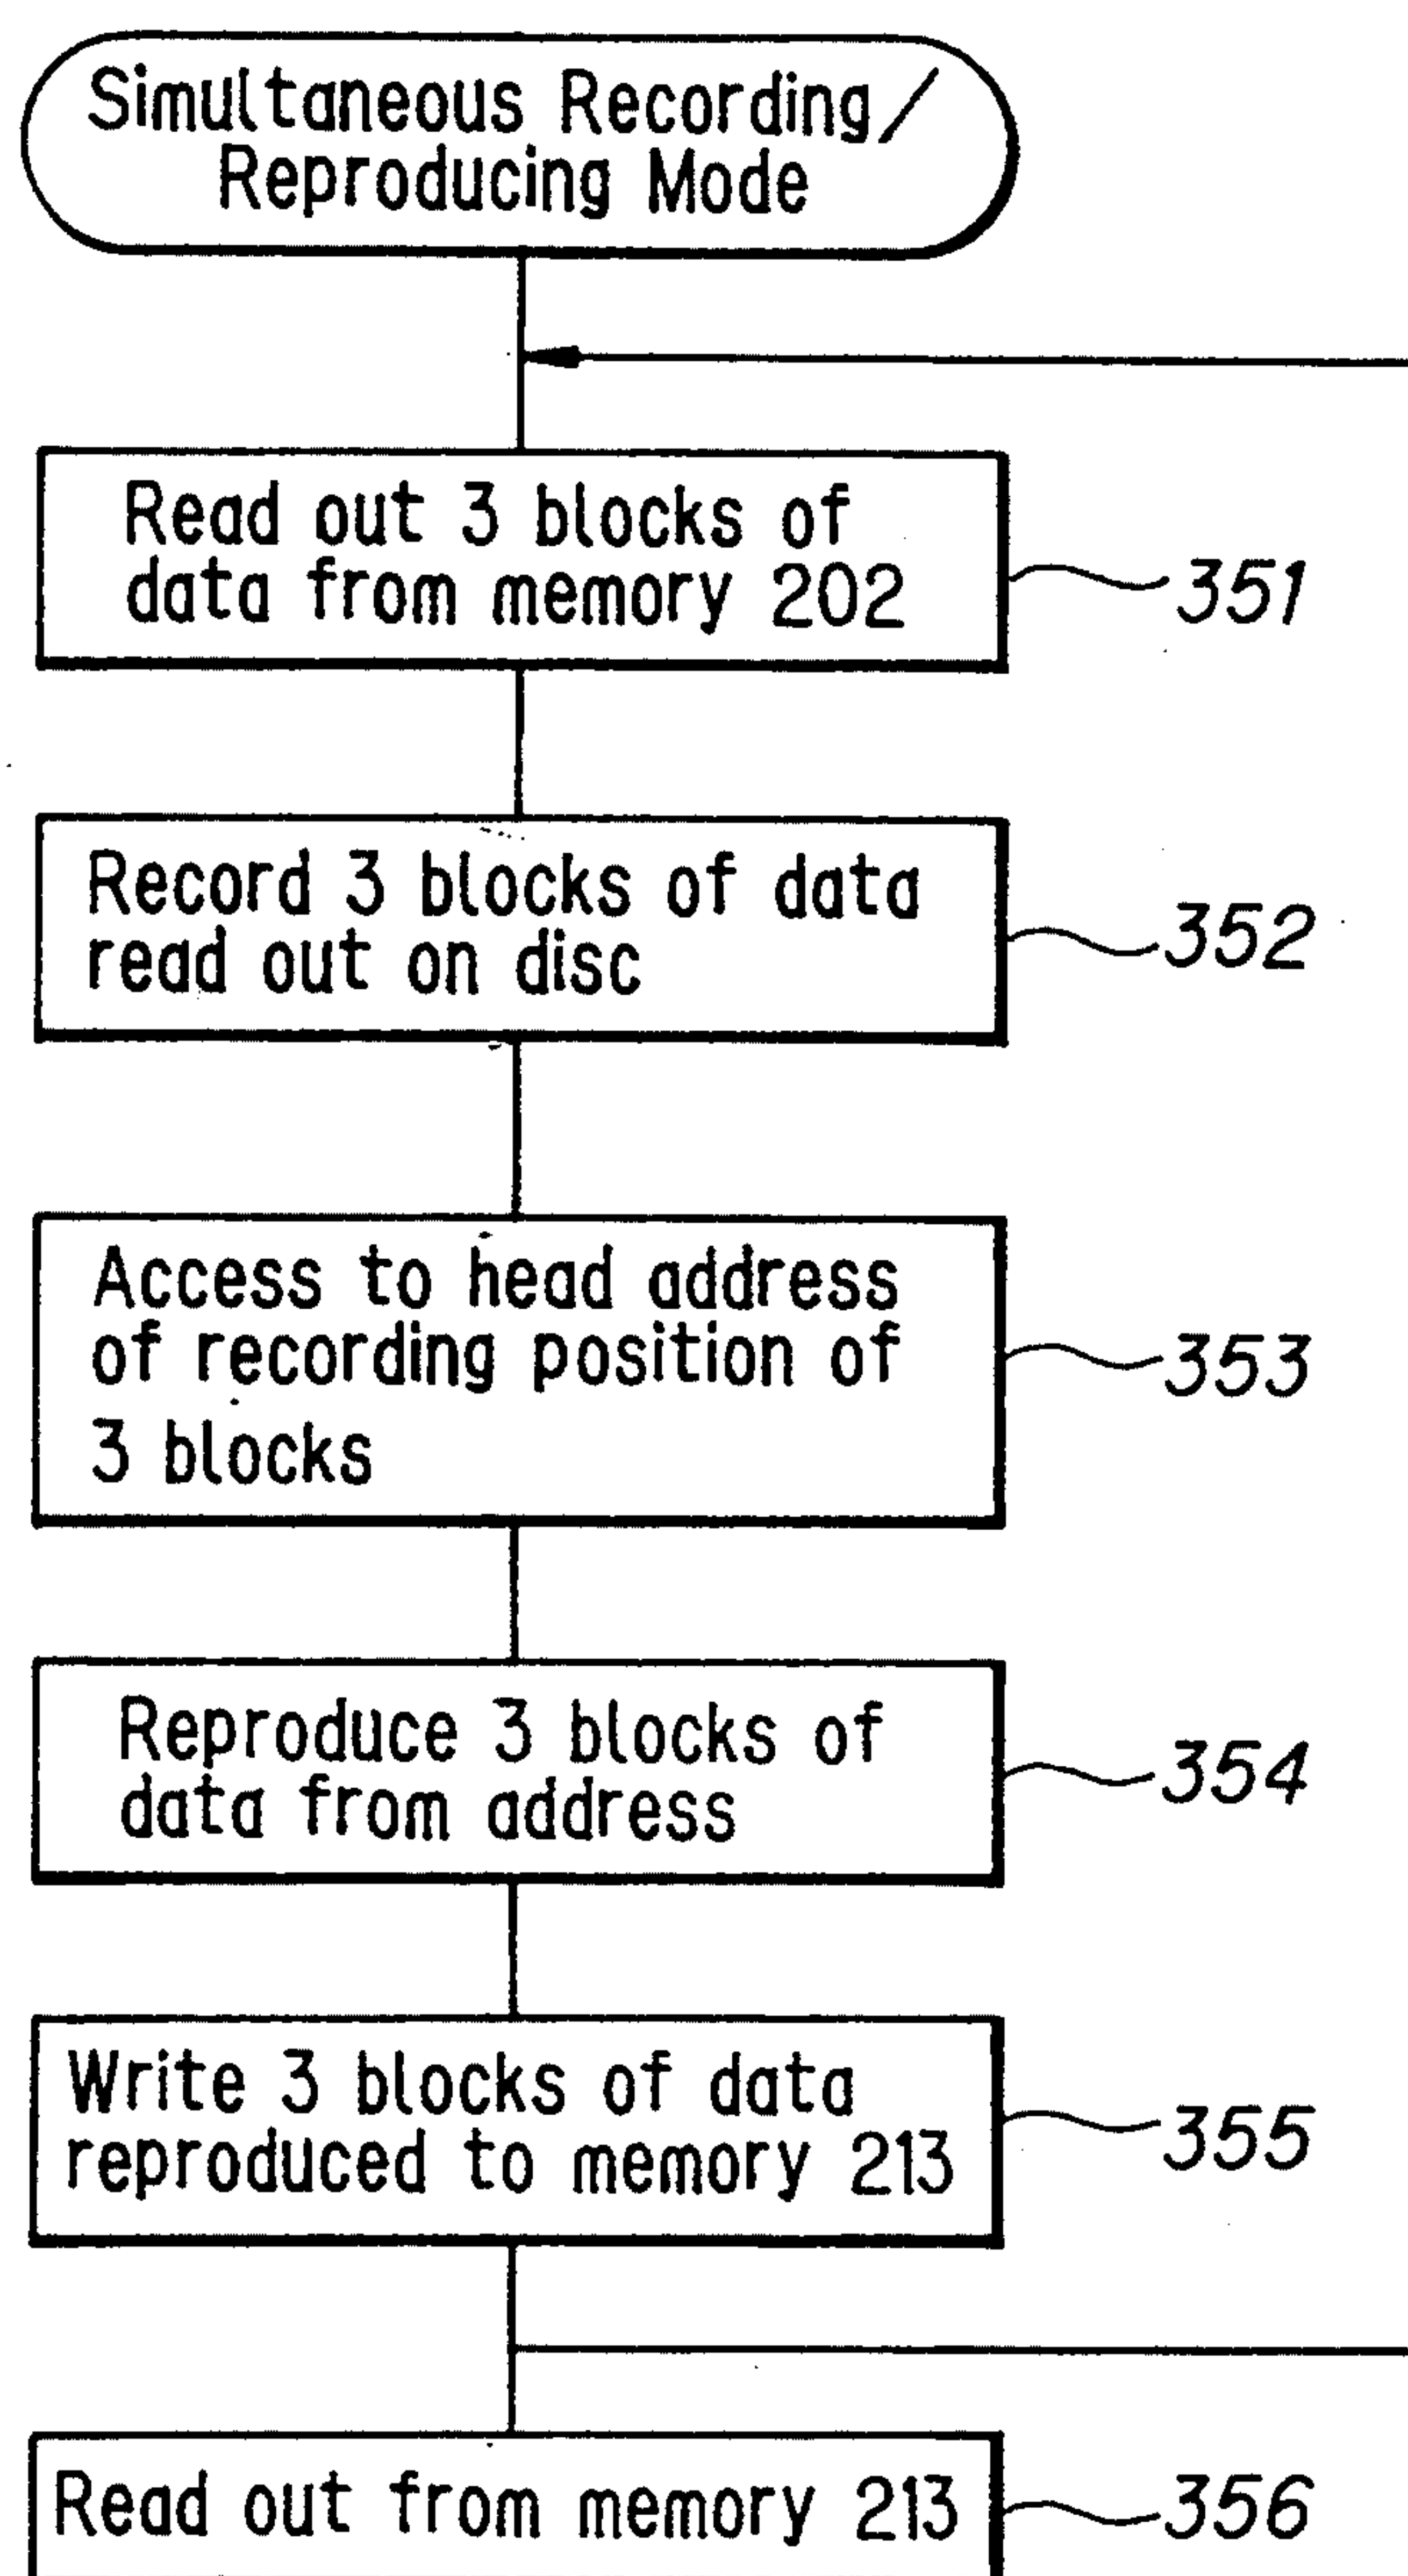 Simultaneous Recording/
Reproducing Mode
Read out 3 blocks of
data from memory 202
351
Record 3 blocks of data
read out on disc
352
Access to head address
of recording position of
3 blocks
353
Reproduce 3 blocks of
data from address
354
Write 3 blocks of data
reproduced to memory 213
355
Read out from memory 213
356